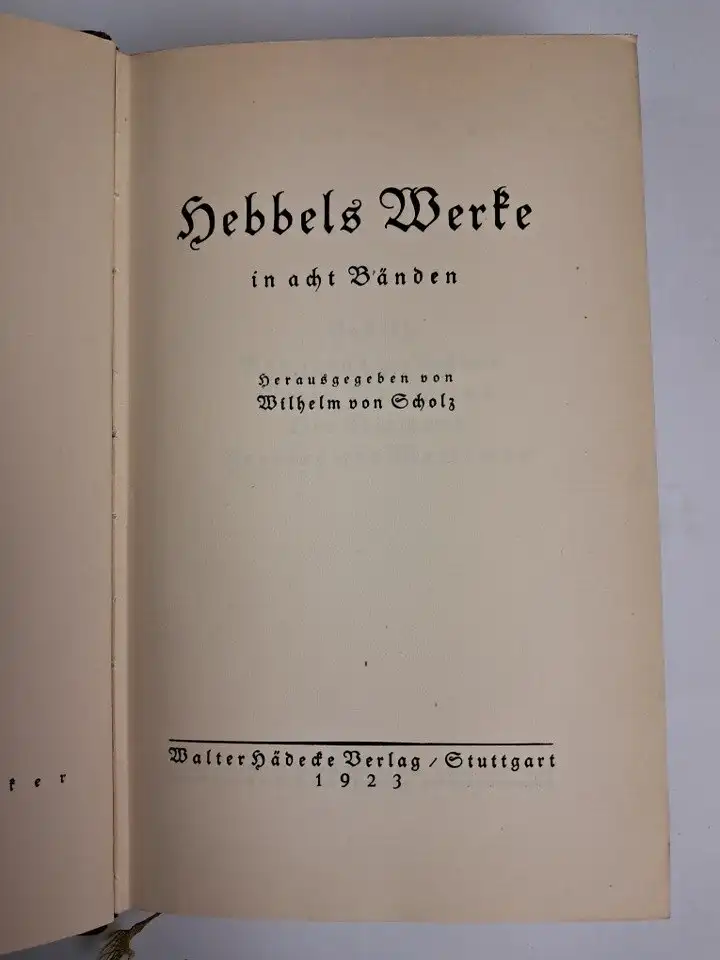 Hebbels Werke
in acht Bänden
Herausgegeben von
Wilhelm von Scholz
Walter Hädecke Verlag / Stuttgart
1923